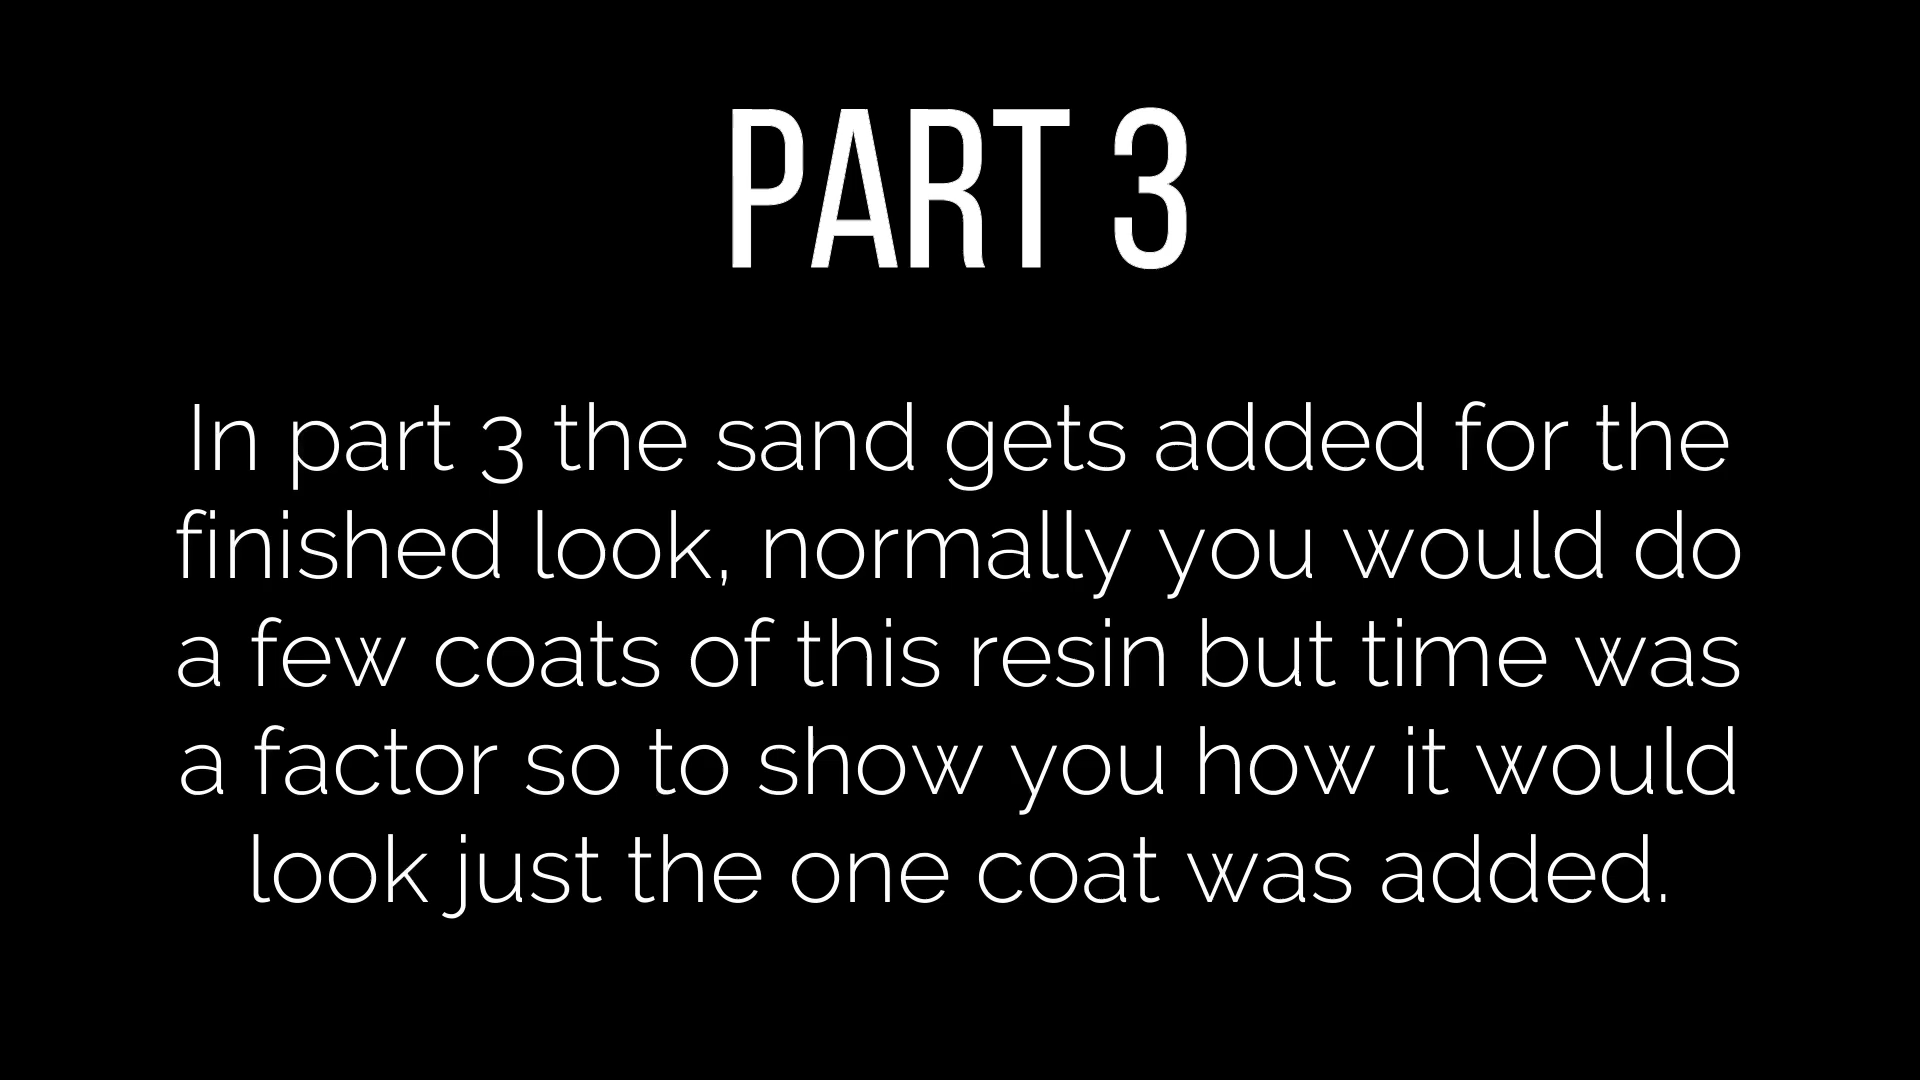 PART 3
In part 3 the sand gets added for the
finished look, normally you would do
a few coats of this resin but time was
a factor so to show you how it would
look just the one coat was added.